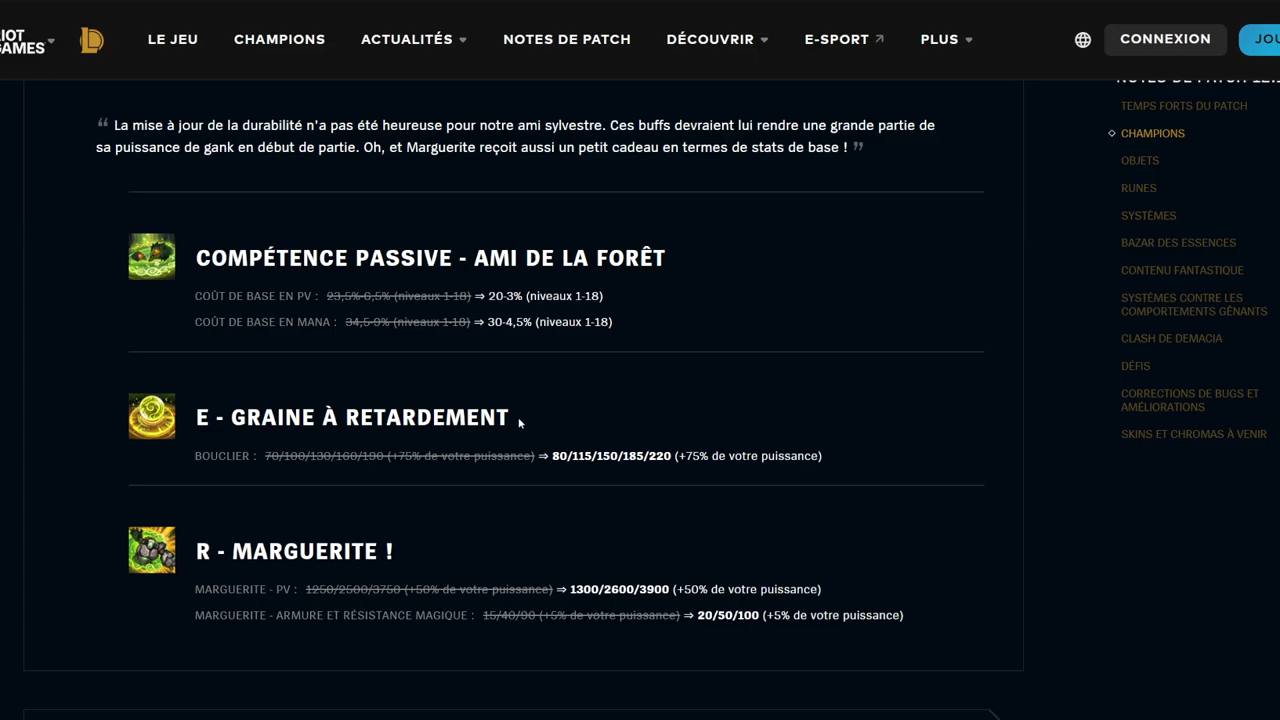 RIOT
GAMES
LE JEU
CHAMPIONS
ACTUALITÉS
NOTES DE PATCH
DÉCOUVRIR
E-SPORT
PLUS
CONNEXION
JOU
“ La mise à jour de la durabilité n'a pas été heureuse pour notre ami sylvestre. Ces buffs devraient lui rendre une grande partie de
sa puissance de gank en début de partie. Oh, et Marguerite reçoit aussi un petit cadeau en termes de stats de base ! ”
COMPÉTENCE PASSIVE - AMI DE LA FORÊT
COÛT DE BASE EN PV : 23,5%-6,5% (niveaux 1-18) ⇒ 20-3% (niveaux 1-18)
COÛT DE BASE EN MANA : 34,5-9% (niveaux 1-18) ⇒ 30-4,5% (niveaux 1-18)
E - GRAINE À RETARDEMENT
BOUCLIER : 70/100/130/160/190 (+75% de votre puissance) ⇒ 80/115/150/185/220 (+75% de votre puissance)
R - MARGUERITE !
MARGUERITE - PV : 1250/2500/3750 (+50% de votre puissance) ⇒ 1300/2600/3900 (+50% de votre puissance)
MARGUERITE - ARMURE ET RÉSISTANCE MAGIQUE : 15/40/90 (+5% de votre puissance) ⇒ 20/50/100 (+5% de votre puissance)
NOTES DE PATCH
TEMPS FORTS DU PATCH
CHAMPIONS
OBJETS
RUNES
SYSTÈMES
BAZAR DES ESSENCES
CONTENU FANTASTIQUE
SYSTÈMES CONTRE LES
COMPORTEMENTS GÊNANTS
CLASH DE DEMACIA
DÉFIS
CORRECTIONS DE BUGS ET
AMÉLIORATIONS
SKINS ET CHROMAS À VENIR